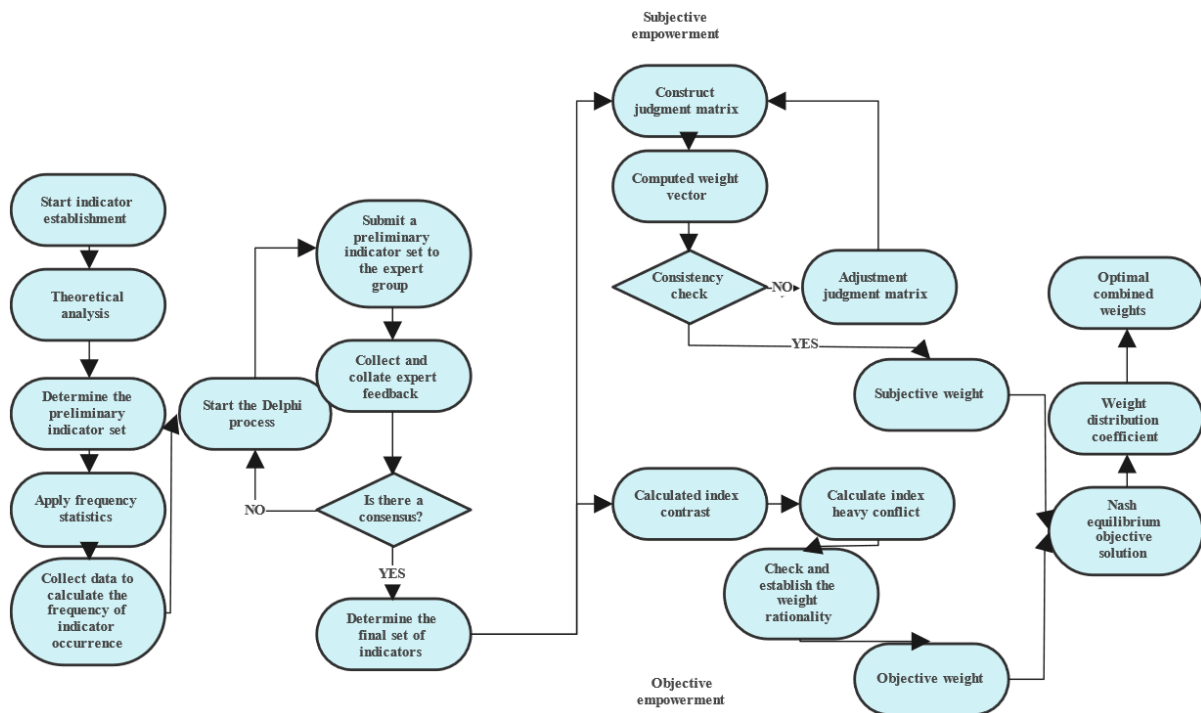 Start indicator
establishment
Theoretical
analysis
Determine the
preliminary
indicator set
Apply frequency
statistics
Collect data to
calculate the
frequency of
indicator
occurrence
Start the Delphi
process
Submit a
preliminary
indicator set to
the expert
group
Collect and
collate expert
feedback
Is there a
consensus?
NO
YES
Determine the
final set of
indicators
Subjective
empowerment
Construct
judgment matrix
Computed weight
vector
Consistency
check
NO
Adjustment
judgment matrix
YES
Subjective weight
Calculated index
contrast
Calculate index
heavy conflict
Check and
establish the
weight
rationality
Objective weight
Objective
empowerment
Optimal
combined
weights
Weight
distribution
coefficient
Nash
equilibrium
objective
solution